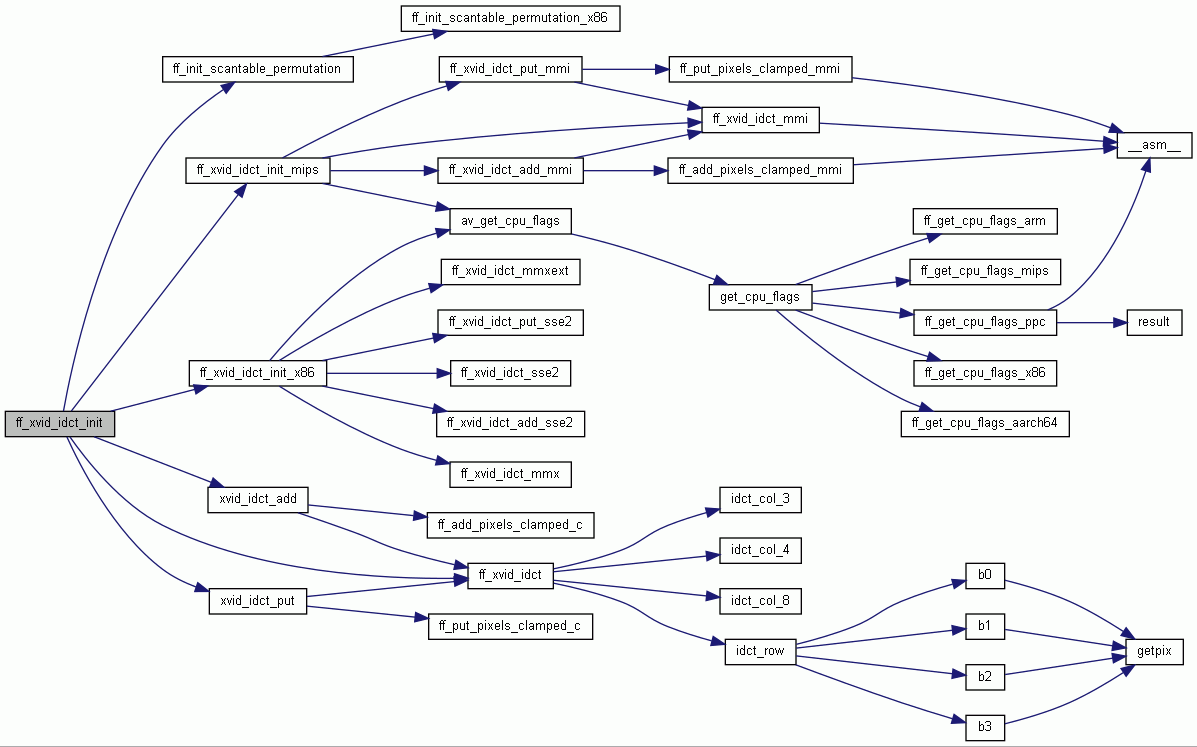 ff_init_scantable_permutation_x86
ff_init_scantable_permutation
ff_xvid_idct_put_mmi
ff_put_pixels_clamped_mmi
ff_xvid_idct_mmi
__asm__
ff_xvid_idct_init_mips
ff_xvid_idct_add_mmi
ff_add_pixels_clamped_mmi
av_get_cpu_flags
ff_get_cpu_flags_arm
ff_xvid_idct_mmxext
ff_get_cpu_flags_mips
get_cpu_flags
ff_xvid_idct_put_sse2
ff_get_cpu_flags_ppc
result
ff_xvid_idct_init_x86
ff_xvid_idct_sse2
ff_get_cpu_flags_x86
ff_xvid_idct_init
ff_xvid_idct_add_sse2
ff_get_cpu_flags_aarch64
ff_xvid_idct_mmx
xvid_idct_add
idct_col_3
ff_add_pixels_clamped_c
idct_col_4
ff_xvid_idct
b0
xvid_idct_put
idct_col_8
ff_put_pixels_clamped_c
b1
idct_row
getpix
b2
b3